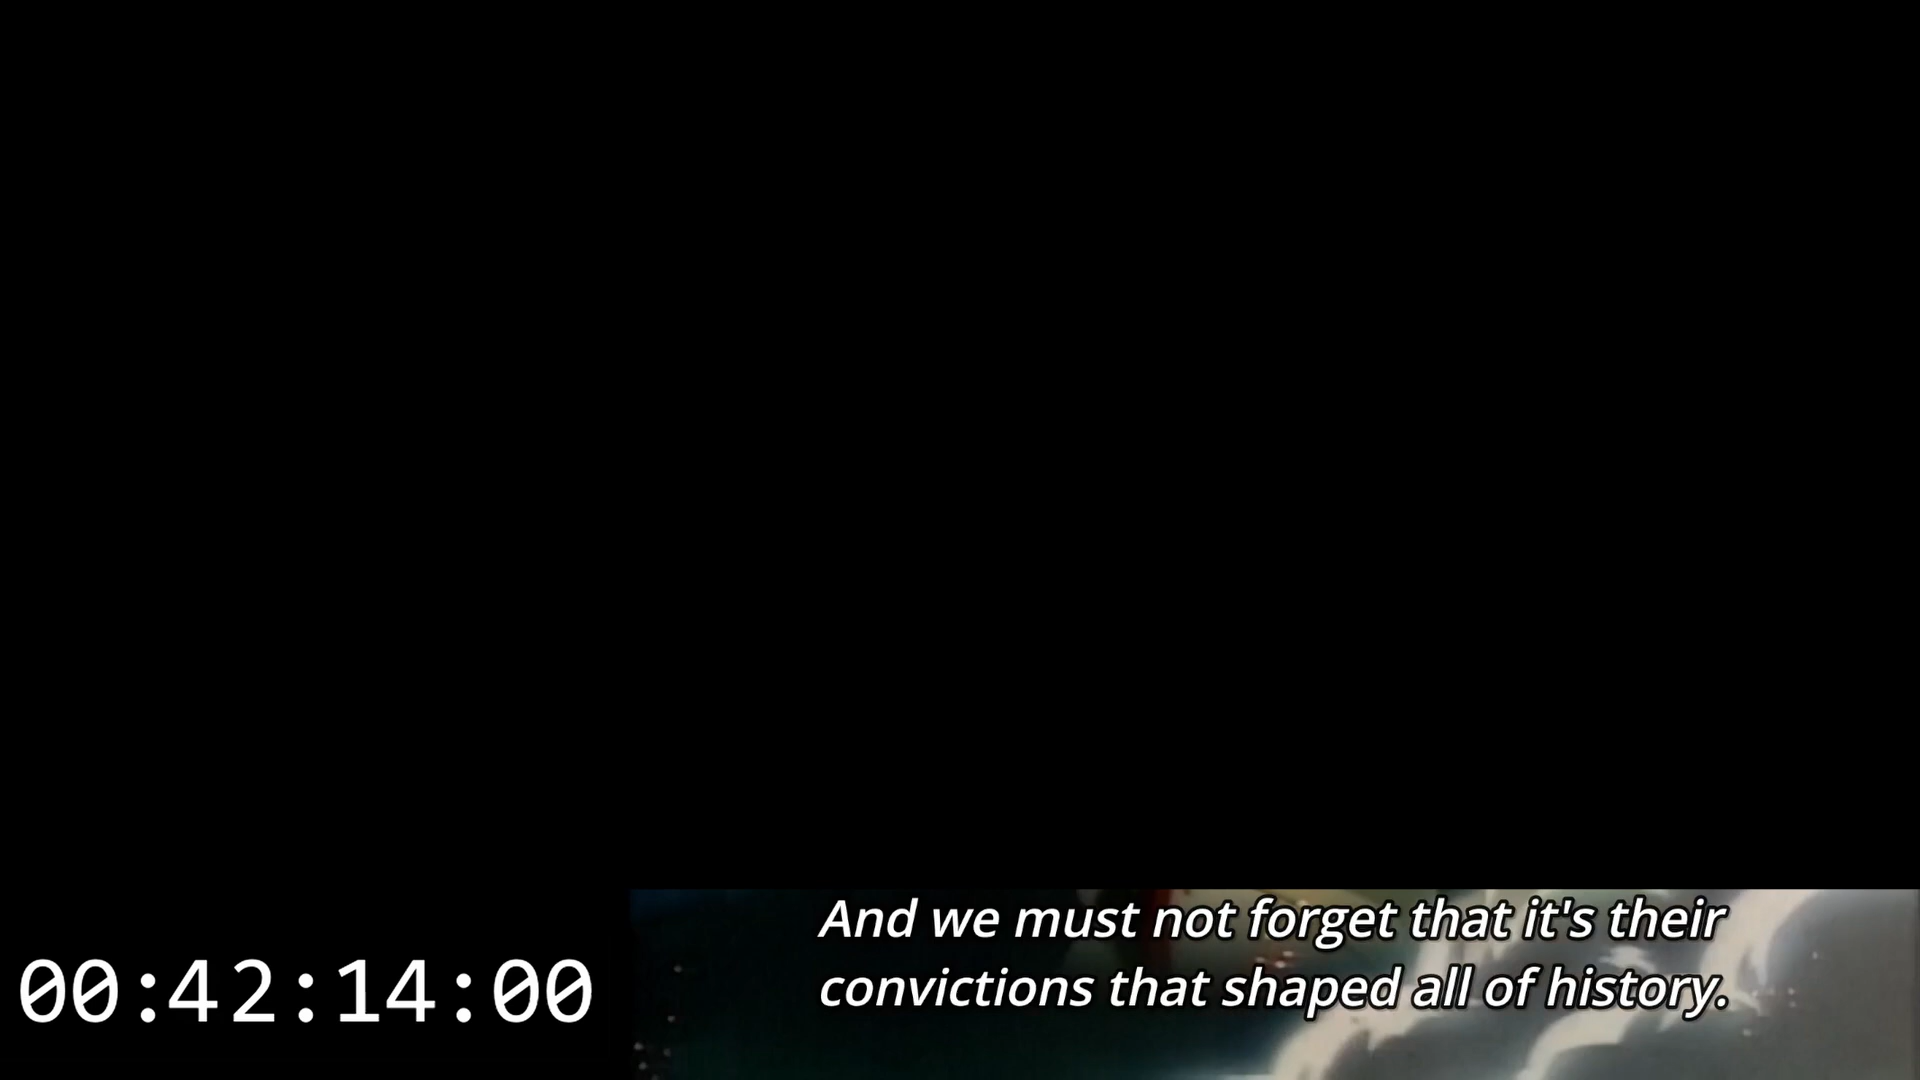 And we must not forget that it's their
convictions that shaped all of history.
00:42:14:00